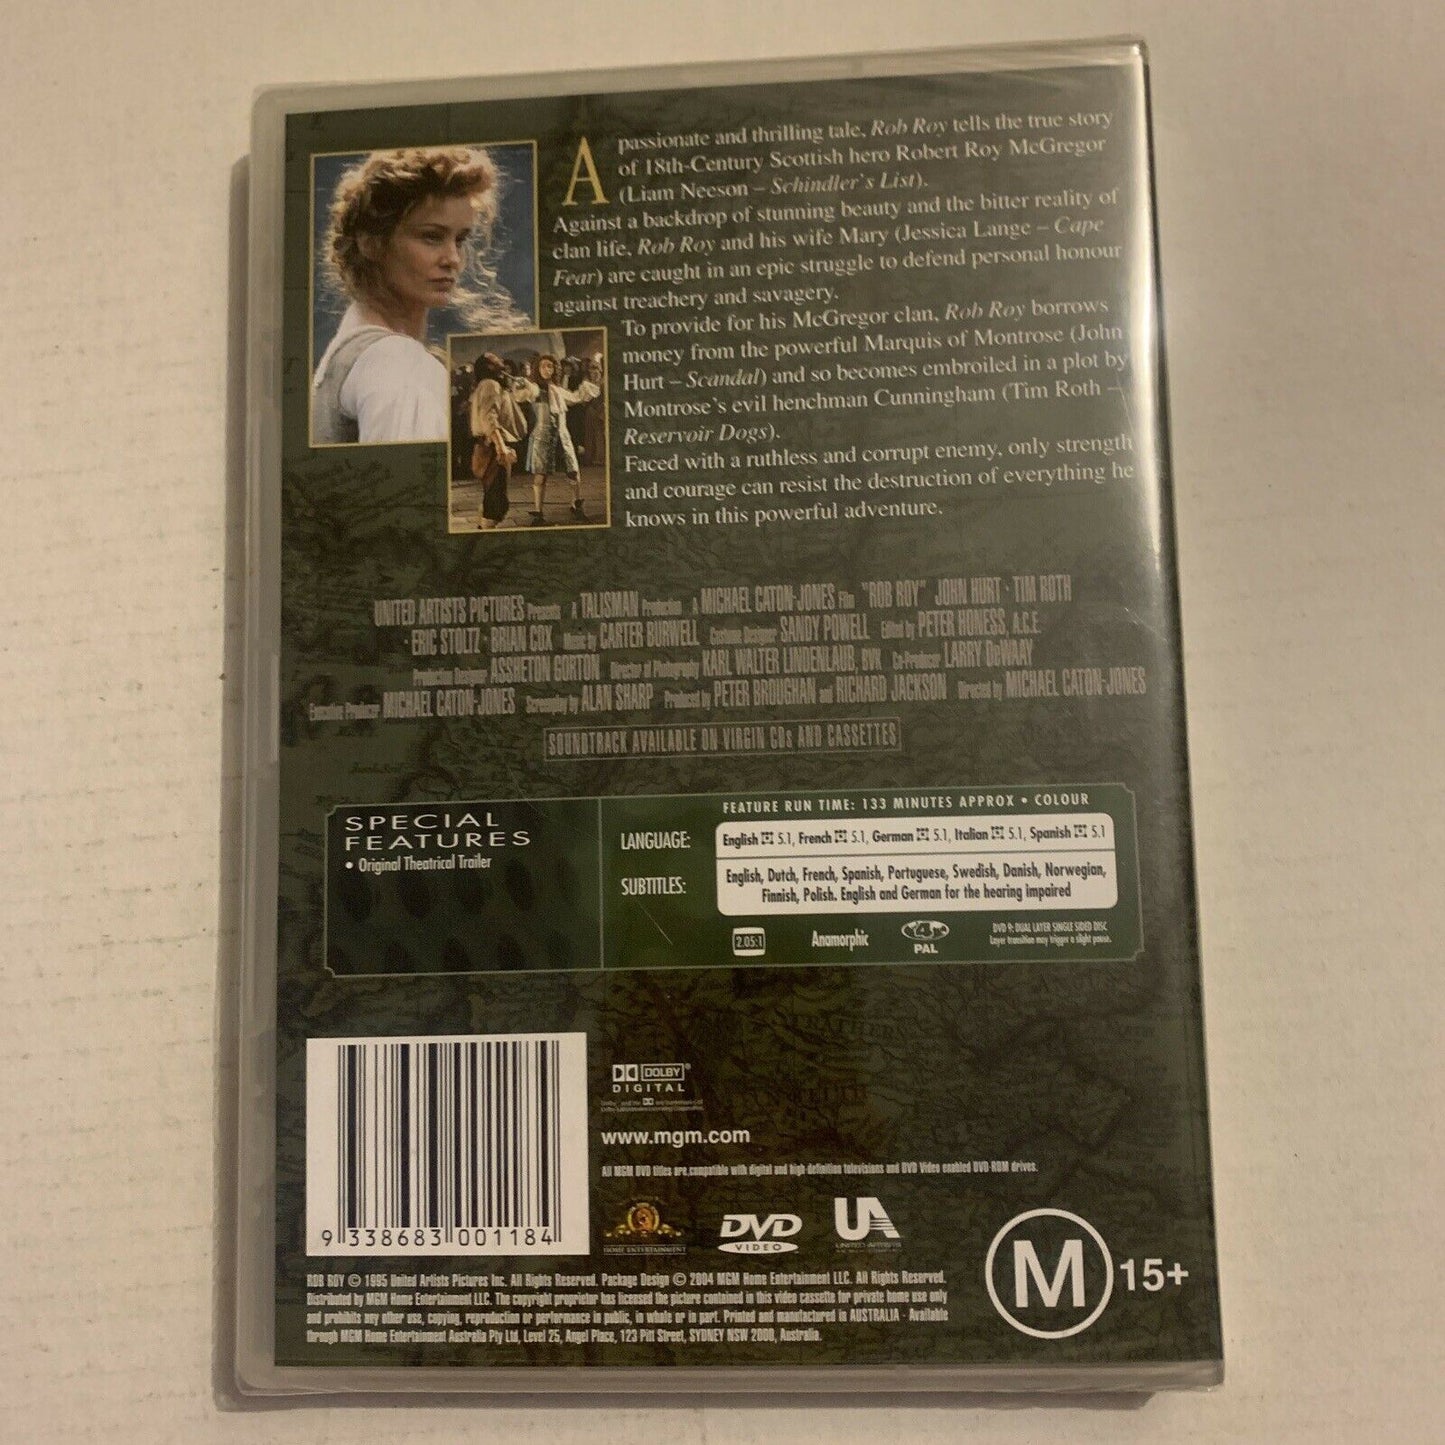 A passionate and thrilling tale, Rob Roy tells the true story
of 18th-Century Scottish hero Robert Roy McGregor
(Liam Neeson – Schindler's List).
Against a backdrop of stunning beauty and the bitter reality of
clan life, Rob Roy and his wife Mary (Jessica Lange – Cape
Fear) are caught in an epic struggle to defend personal honour
against treachery and savagery.
To provide for his McGregor clan, Rob Roy borrows
money from the powerful Marquis of Montrose (John
Hurt – Scandal) and so becomes embroiled in a plot by
Montrose's evil henchman Cunningham (Tim Roth –
Reservoir Dogs).
Faced with a ruthless and corrupt enemy, only strength
and courage can resist the destruction of everything he
knows in this powerful adventure.
UNITED ARTISTS PICTURES Presents A TALISMAN Production A MICHAEL CATON-JONES Film "ROB ROY" JOHN HURT · TIM ROTH
· ERIC STOLTZ · BRIAN COX Music by CARTER BURWELL Costume Designer SANDY POWELL Edited by PETER HONESS, A.C.E.
Production Designer ASSHETON GORTON Director of Photography KARL WALTER LINDENLAUB, BVK Co-Producer LARRY DeWAAY
Executive Producer MICHAEL CATON-JONES Screenplay by ALAN SHARP Produced by PETER BROUGHAN and RICHARD JACKSON Directed by MICHAEL CATON-JONES
SOUNDTRACK AVAILABLE ON VIRGIN CDs AND CASSETTES
SPECIAL
FEATURES
• Original Theatrical Trailer
FEATURE RUN TIME: 133 MINUTES APPROX • COLOUR
LANGUAGE: English 5.1, French 5.1, German 5.1, Italian 5.1, Spanish 5.1
SUBTITLES: English, Dutch, French, Spanish, Portuguese, Swedish, Danish, Norwegian,
Finnish, Polish. English and German for the hearing impaired
2.05:1
Anamorphic
4
PAL
DVD 9: DUAL LAYER SINGLE SIDED DISC
Layer transition may trigger a slight pause.
STRATHERN
9 338683 001184
DOLBY
DIGITAL
www.mgm.com
All MGM DVD titles are compatible with digital and high definition televisions and DVD Video enabled DVD-ROM drives.
HOME ENTERTAINMENT
DVD
VIDEO
UA
UNITED ARTISTS
M 15+
ROB ROY © 1995 United Artists Pictures Inc. All Rights Reserved. Package Design © 2004 MGM Home Entertainment LLC. All Rights Reserved.
Distributed by MGM Home Entertainment LLC. The copyright proprietor has licensed the picture contained in this video cassette for private home use only
and prohibits any other use, copying, reproduction or performance in public, in whole or in part. Printed and manufactured in AUSTRALIA - Available
through MGM Home Entertainment Australia Pty Ltd, Level 25, Angel Place, 123 Pitt Street, SYDNEY NSW 2000, Australia.